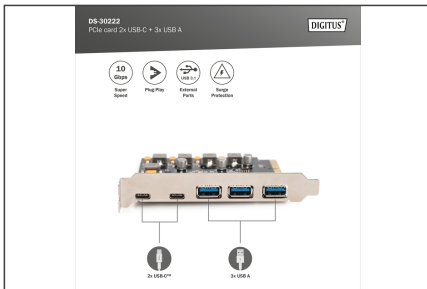 DS-30222
PCIe card 2x USB-C + 3x USB A
DIGITUS®
10
Gbps
USB 3.1
Super
Speed
Plug-Play
External
Ports
Surge
Protection
2x USB-C™
3x USB A